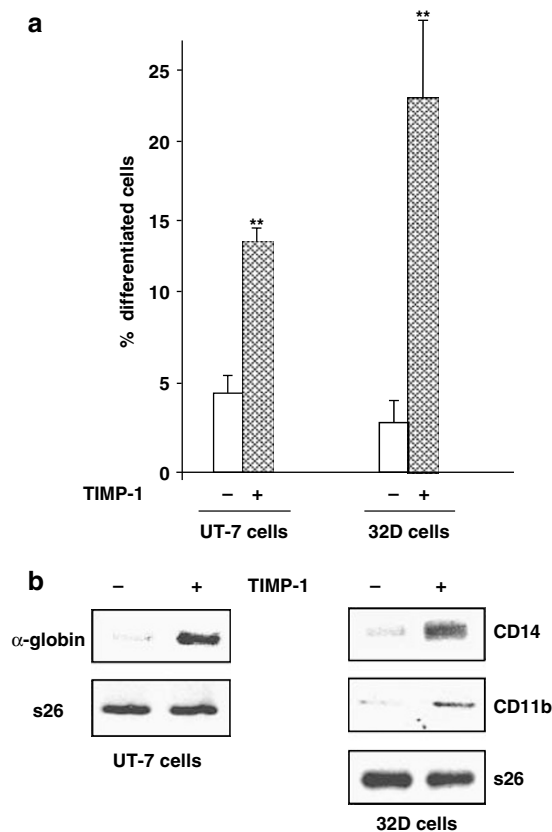 a
% differentiated cells
25
20
15
10
5
0
**
**
TIMP-1 – + – +
UT-7 cells 32D cells
b
– + TIMP-1 – +
α-globin
s26
UT-7 cells
CD14
CD11b
s26
32D cells